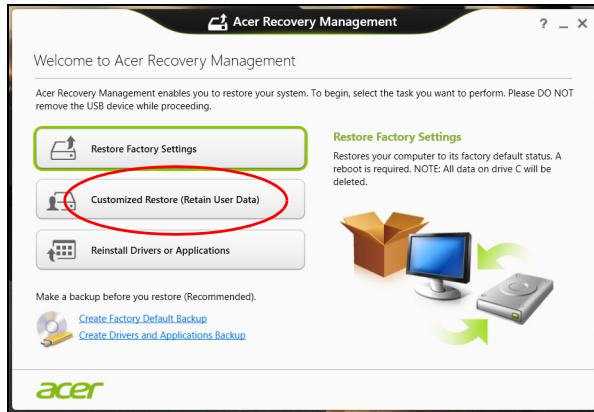 Acer Recovery Management
? _ ×
Welcome to Acer Recovery Management
Acer Recovery Management enables you to restore your system. To begin, select the task you want to perform. Please DO NOT
remove the USB device while proceeding.
Restore Factory Settings
Customized Restore (Retain User Data)
Reinstall Drivers or Applications
Restore Factory Settings
Restores your computer to its factory default status. A
reboot is required. NOTE: All data on drive C will be
deleted.
Make a backup before you restore (Recommended).
Create Factory Default Backup
Create Drivers and Applications Backup
acer